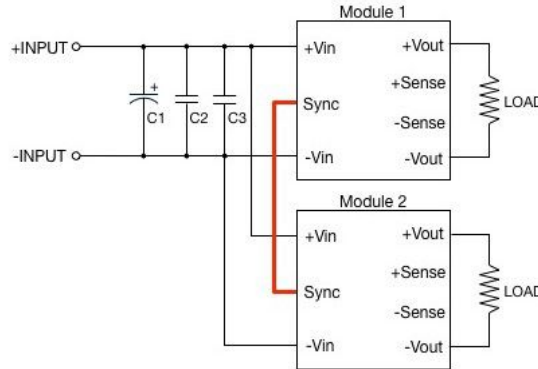 Module 1
+INPUT
+Vin
+Vout
+
C1
C2
C3
Sync
+Sense
-Sense
LOAD
-INPUT
-Vin
-Vout
Module 2
+Vin
+Vout
Sync
+Sense
-Sense
LOAD
-Vin
-Vout